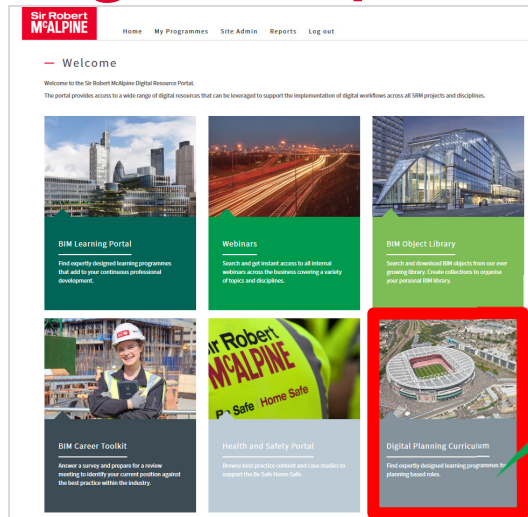 Sir Robert
McALPINE
Home My Programmes Site Admin Reports Log out
Welcome
Welcome to the Sir Robert McAlpine Digital Resource Portal.
The portal provides access to a wide range of digital resources that can be leveraged to support the implementation of digital workflows across all SRM projects and disciplines.
BIM Learning Portal
Find expertly designed learning programmes
that add to your continuous professional
development.
Webinars
Search and get instant access to all internal
webinars across the business covering a variety
of topics and disciplines.
BIM Object Library
Search and download BIM objects from our ever
growing library. Create collections to organise
your personal BIM library.
ir Robert
McALPINE
Safe Home Safe
BIM Career Toolkit
Answer a survey and prepare for a review
meeting to identify your current position against
the best practice within the industry.
Health and Safety Portal
Browse best practice content and case studies to
support the Be Safe Home Safe.
Digital Planning Curriculum
Find expertly designed learning programmes for
planning based roles.